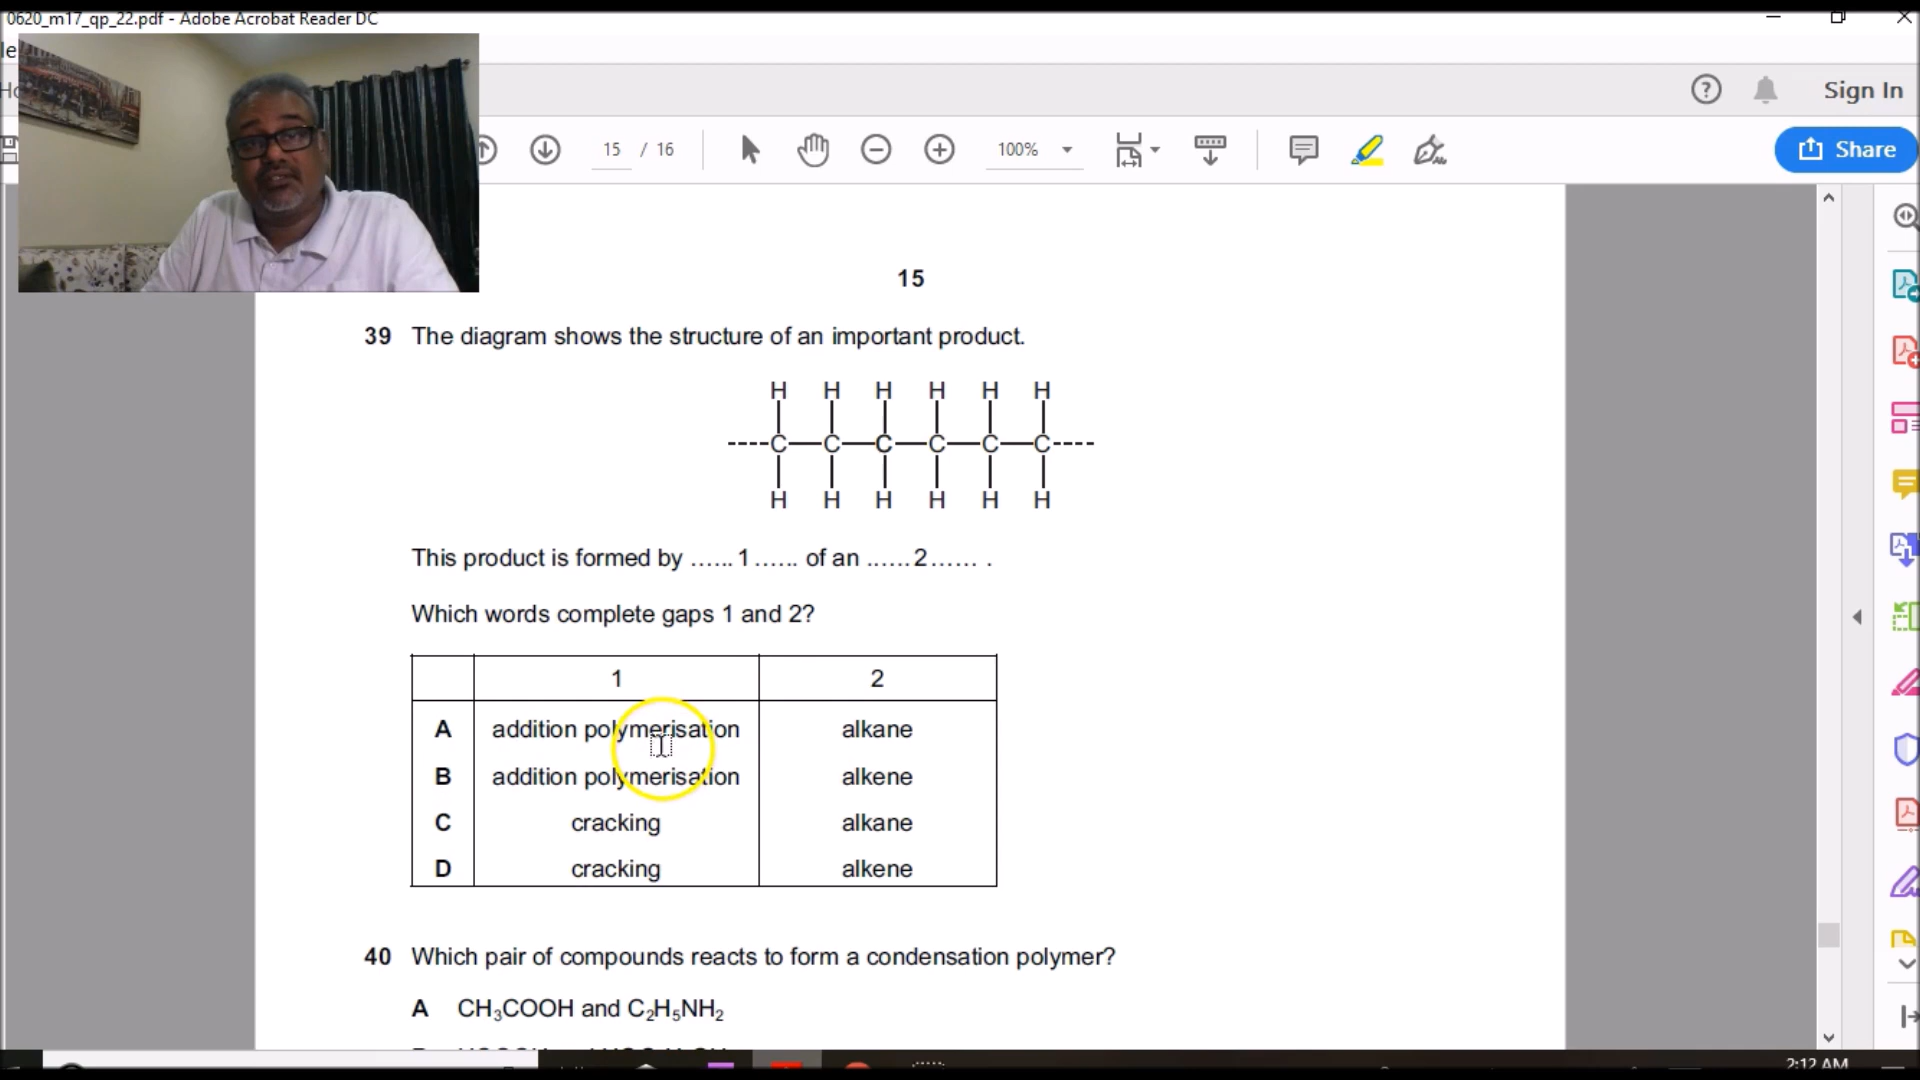 0620_m17_qp_22.pdf - Adobe Acrobat Reader DC
Sign In
15 / 16
100%
Share
15
39 The diagram shows the structure of an important product.
H H H H H H
C C C C C C
H H H H H H
This product is formed by ......1...... of an ......2...... .
Which words complete gaps 1 and 2?
1 2
A addition polymerisation alkane
B addition polymerisation alkene
C cracking alkane
D cracking alkene
40 Which pair of compounds reacts to form a condensation polymer?
A CH₃COOH and C₂H₅NH₂
2:12 AM